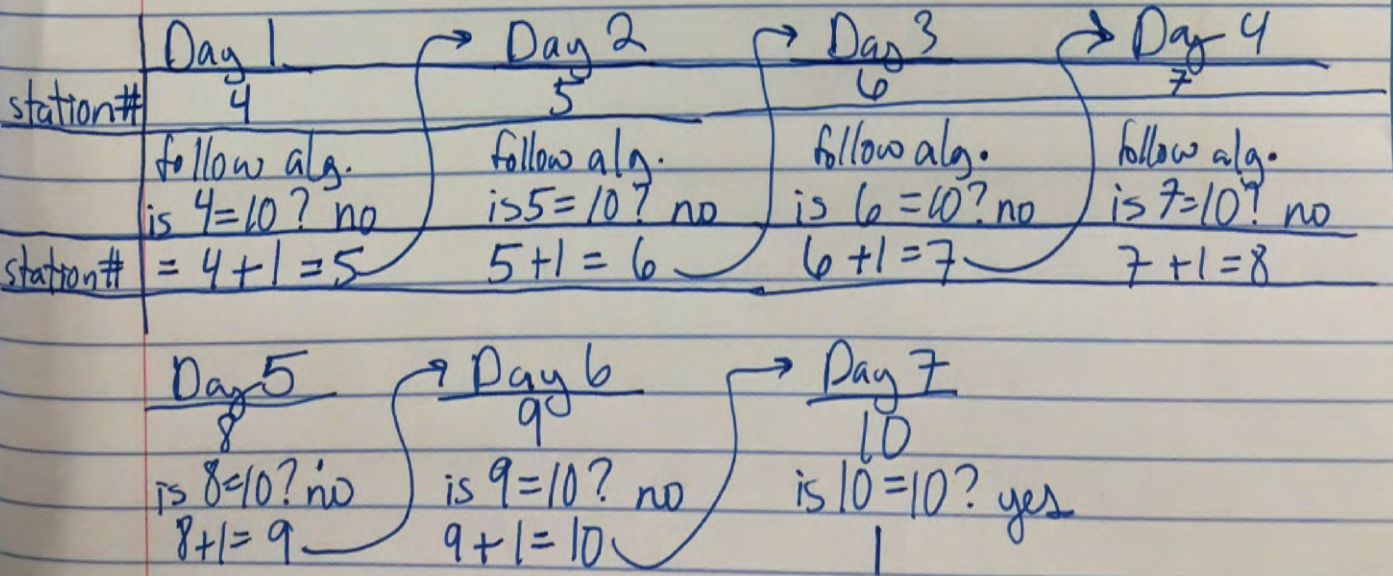 Day 1 → Day 2 → Day 3 → Day 4
station# 4 5 6 7
follow alg. follow alg. follow alg. follow alg.
is 4=10? no is 5=10? no is 6=10? no is 7=10? no
station# = 4+1=5 5+1=6 6+1=7 7+1=8
Day 5 → Day 6 → Day 7
8 9 10
is 8=10? no is 9=10? no is 10=10? yes
8+1=9 9+1=10 1